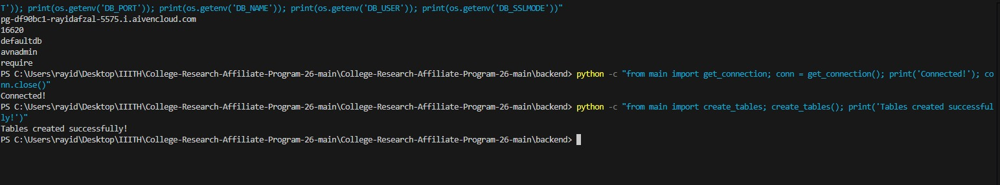 T')); print(os.getenv('DB_PORT')); print(os.getenv('DB_NAME')); print(os.getenv('DB_USER')); print(os.getenv('DB_SSLMODE'))"
pg-df90bc1-rayidafzal-5575.i.aivencloud.com
16620
defaultdb
avnadmin
require
PS C:\Users\rayid\Desktop\IIITH\College-Research-Affiliate-Program-26-main\College-Research-Affiliate-Program-26-main\backend> python -c "from main import get_connection; conn = get_connection(); print('Connected!'); co
nn.close()"
Connected!
PS C:\Users\rayid\Desktop\IIITH\College-Research-Affiliate-Program-26-main\College-Research-Affiliate-Program-26-main\backend> python -c "from main import create_tables; create_tables(); print('Tables created successful
ly!')"
Tables created successfully!
PS C:\Users\rayid\Desktop\IIITH\College-Research-Affiliate-Program-26-main\College-Research-Affiliate-Program-26-main\backend>